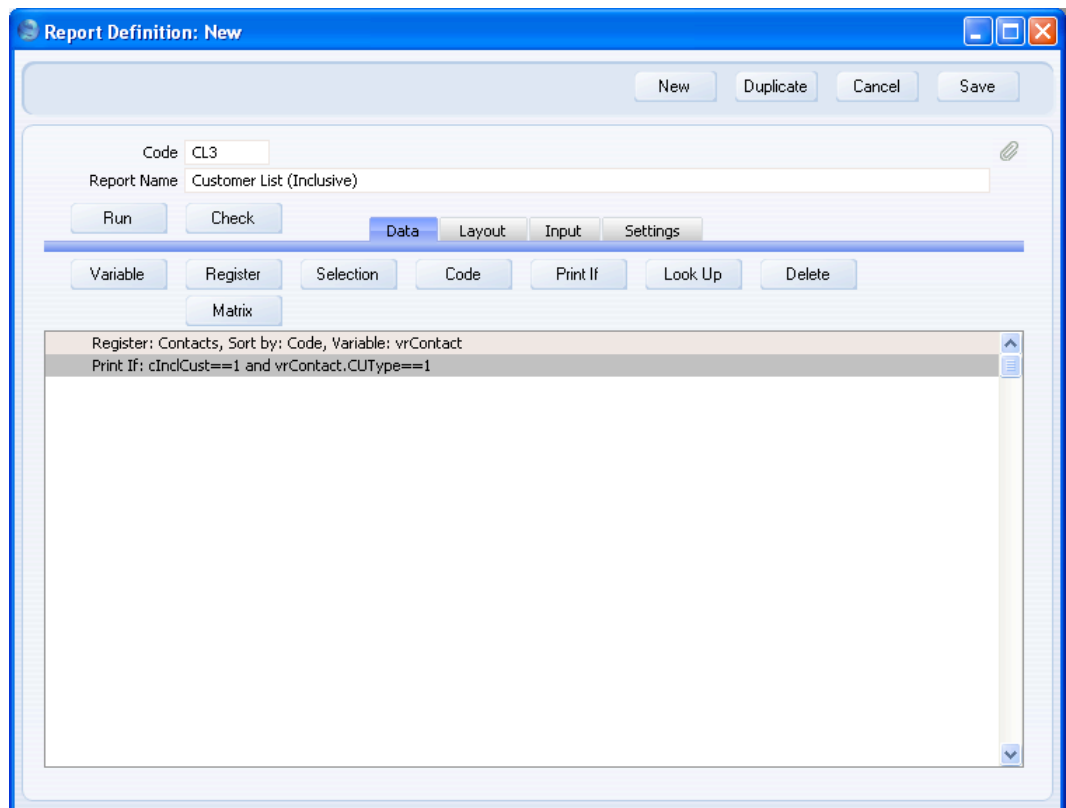 Report Definition: New
New Duplicate Cancel Save
Code CL3
Report Name Customer List (Inclusive)
Run Check Data Layout Input Settings
Variable Register Selection Code Print If Look Up Delete
Matrix
Register: Contacts, Sort by: Code, Variable: vrContact
Print If: cInclCust==1 and vrContact.CUType==1